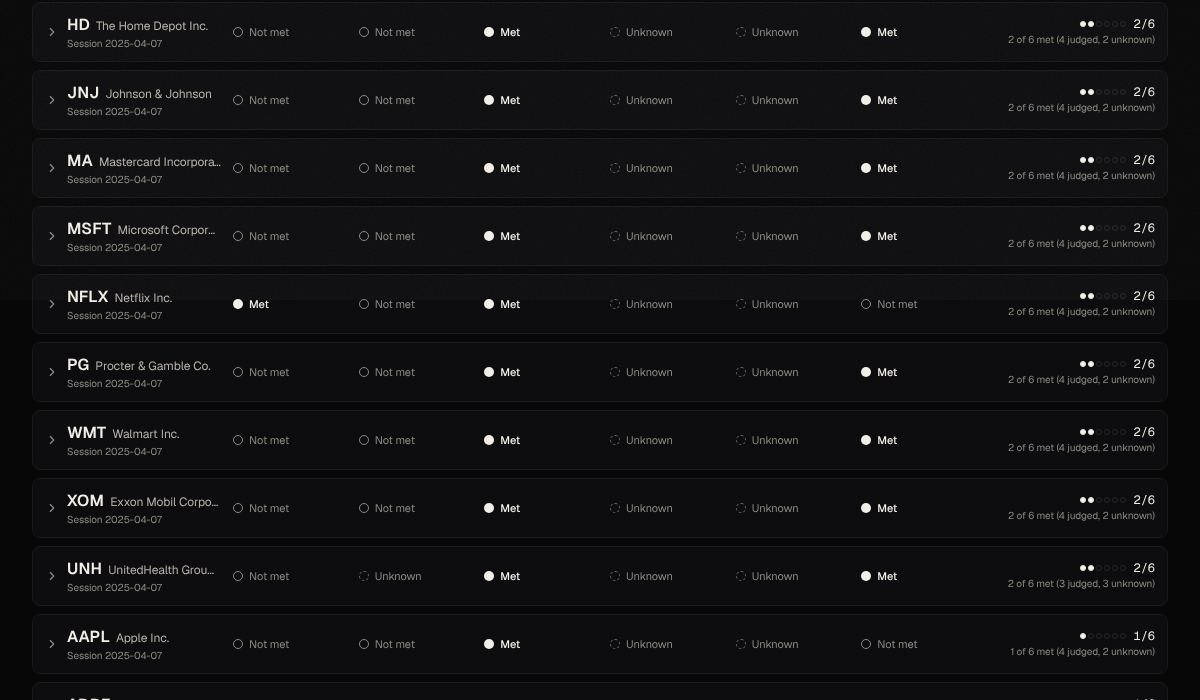 HD The Home Depot Inc. Not met Not met Met Unknown Unknown Met 2/6
Session 2025-04-07 2 of 6 met (4 judged, 2 unknown)
JNJ Johnson & Johnson Not met Not met Met Unknown Unknown Met 2/6
Session 2025-04-07 2 of 6 met (4 judged, 2 unknown)
MA Mastercard Incorpora… Not met Not met Met Unknown Unknown Met 2/6
Session 2025-04-07 2 of 6 met (4 judged, 2 unknown)
MSFT Microsoft Corpor… Not met Not met Met Unknown Unknown Met 2/6
Session 2025-04-07 2 of 6 met (4 judged, 2 unknown)
NFLX Netflix Inc. Met Not met Met Unknown Unknown Not met 2/6
Session 2025-04-07 2 of 6 met (4 judged, 2 unknown)
PG Procter & Gamble Co. Not met Not met Met Unknown Unknown Met 2/6
Session 2025-04-07 2 of 6 met (4 judged, 2 unknown)
WMT Walmart Inc. Not met Not met Met Unknown Unknown Met 2/6
Session 2025-04-07 2 of 6 met (4 judged, 2 unknown)
XOM Exxon Mobil Corpo… Not met Not met Met Unknown Unknown Met 2/6
Session 2025-04-07 2 of 6 met (4 judged, 2 unknown)
UNH UnitedHealth Grou… Not met Unknown Met Unknown Unknown Met 2/6
Session 2025-04-07 2 of 6 met (3 judged, 3 unknown)
AAPL Apple Inc. Not met Not met Met Unknown Unknown Not met 1/6
Session 2025-04-07 1 of 6 met (4 judged, 2 unknown)